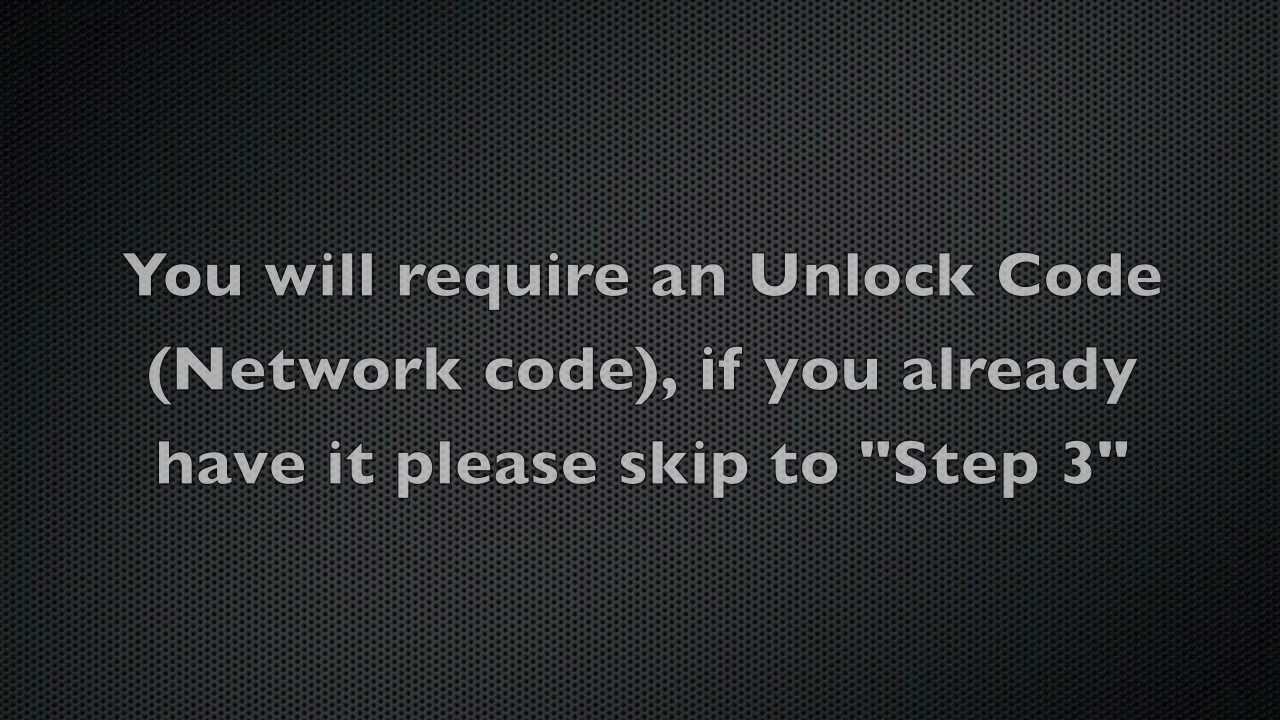 You will require an Unlock Code
(Network code), if you already
have it please skip to "Step 3"